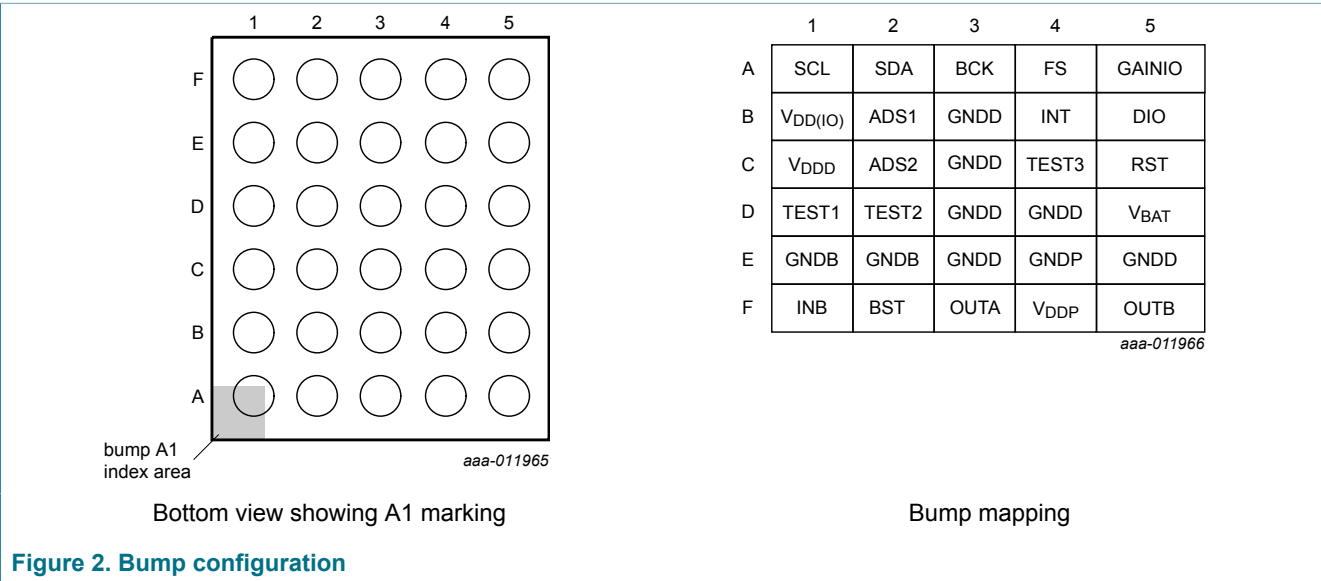 1 2 3 4 5
F
E
D
C
B
A
bump A1
index area
aaa-011965
Bottom view showing A1 marking
1 2 3 4 5
A SCL SDA BCK FS GAINIO
B VDD(IO) ADS1 GNDD INT DIO
C VDDD ADS2 GNDD TEST3 RST
D TEST1 TEST2 GNDD GNDD VBAT
E GNDB GNDB GNDD GNDP GNDD
F INB BST OUTA VDDP OUTB
aaa-011966
Bump mapping
Figure 2. Bump configuration